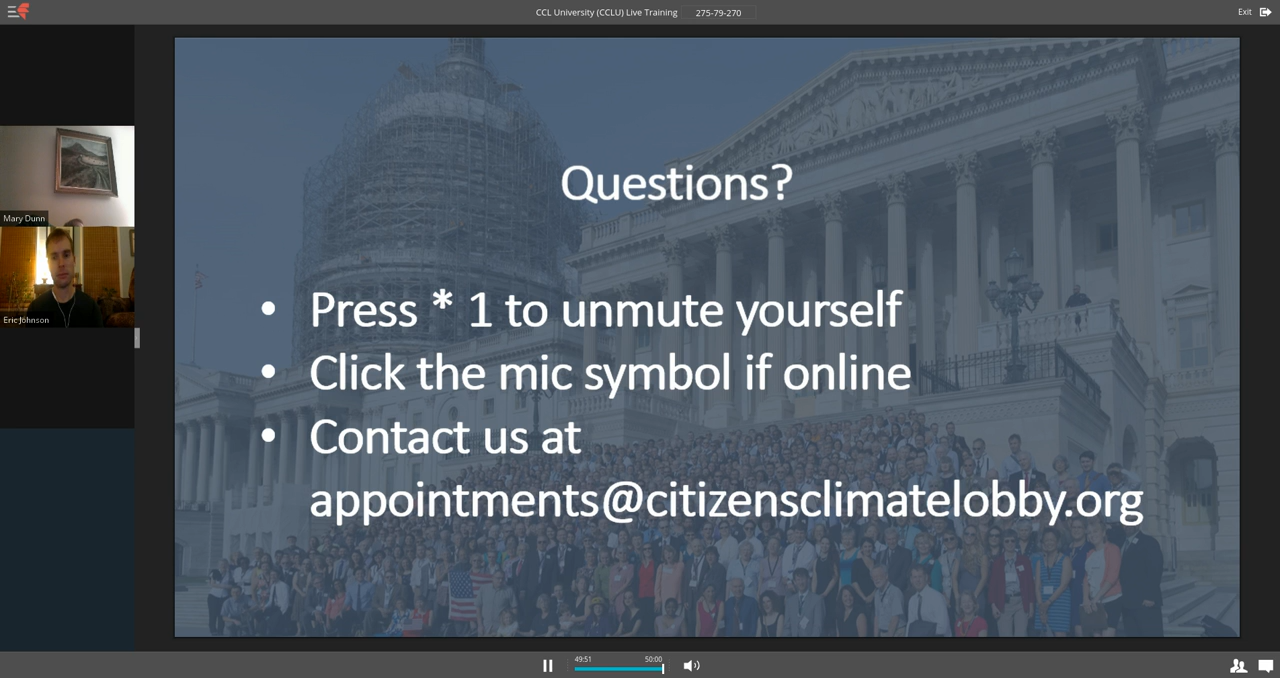 CCL University (CCLU) Live Training 275-79-270
Exit
Mary Dunn
Eric Johnson
Questions?
• Press * 1 to unmute yourself
• Click the mic symbol if online
• Contact us at
appointments@citizensclimatelobby.org
49:51 50:00